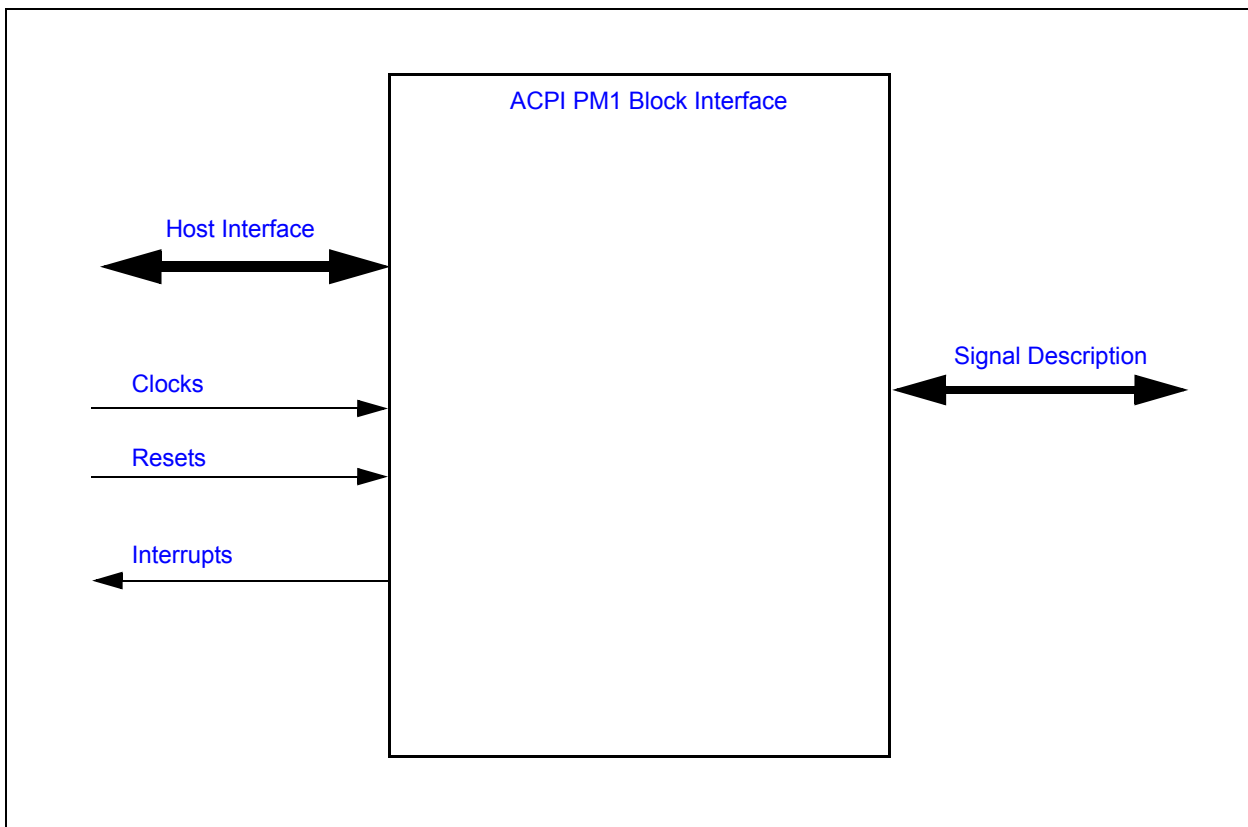 ACPI PM1 Block Interface
Host Interface
Signal Description
Clocks
Resets
Interrupts